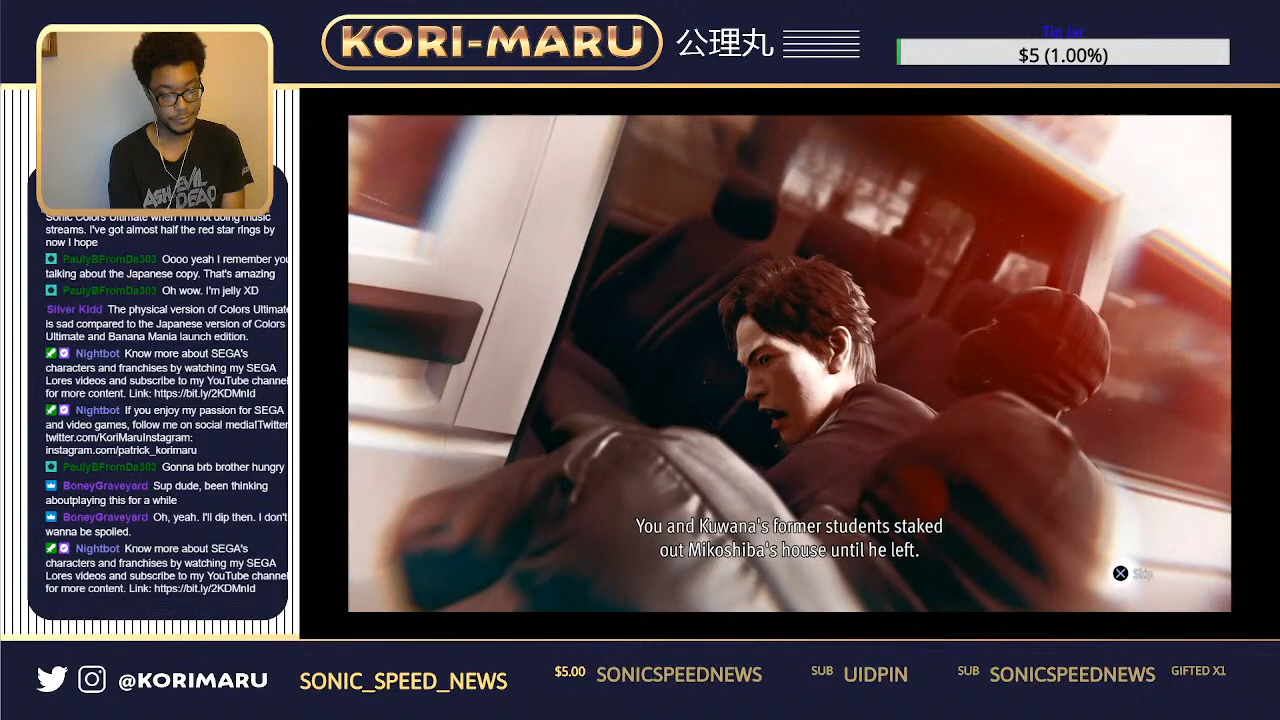 KORI-MARU
公理丸
Tip jar
$5 (1.00%)
ASH
EVIL
DEAD
Sonic Colors Ultimate when I'm not doing music
streams. I've got almost half the red star rings by
now I hope
PaulyBFromDa303 Oooo yeah I remember you
talking about the Japanese copy. That's amazing
PaulyBFromDa303 Oh wow. I'm jelly XD
Silver Kidd The physical version of Colors Ultimate
is sad compared to the Japanese version of Colors
Ultimate and Banana Mania launch edition.
Nightbot Know more about SEGA's
characters and franchises by watching my SEGA
Lores videos and subscribe to my YouTube channel
for more content. Link: https://bit.ly/2KDMnId
Nightbot If you enjoy my passion for SEGA
and video games, follow me on social media!Twitter:
twitter.com/KoriMaruInstagram:
instagram.com/patrick_korimaru
PaulyBFromDa303 Gonna brb brother hungry
BoneyGraveyard Sup dude, been thinking
aboutplaying this for a while
BoneyGraveyard Oh, yeah. I'll dip then. I don't
wanna be spoiled.
Nightbot Know more about SEGA's
characters and franchises by watching my SEGA
Lores videos and subscribe to my YouTube channel
for more content. Link: https://bit.ly/2KDMnId
You and Kuwana's former students staked
out Mikoshiba's house until he left.
Skip
@KORIMARU
SONIC_SPEED_NEWS
$5.00 SONICSPEEDNEWS
SUB UIDPIN
SUB SONICSPEEDNEWS GIFTED X1